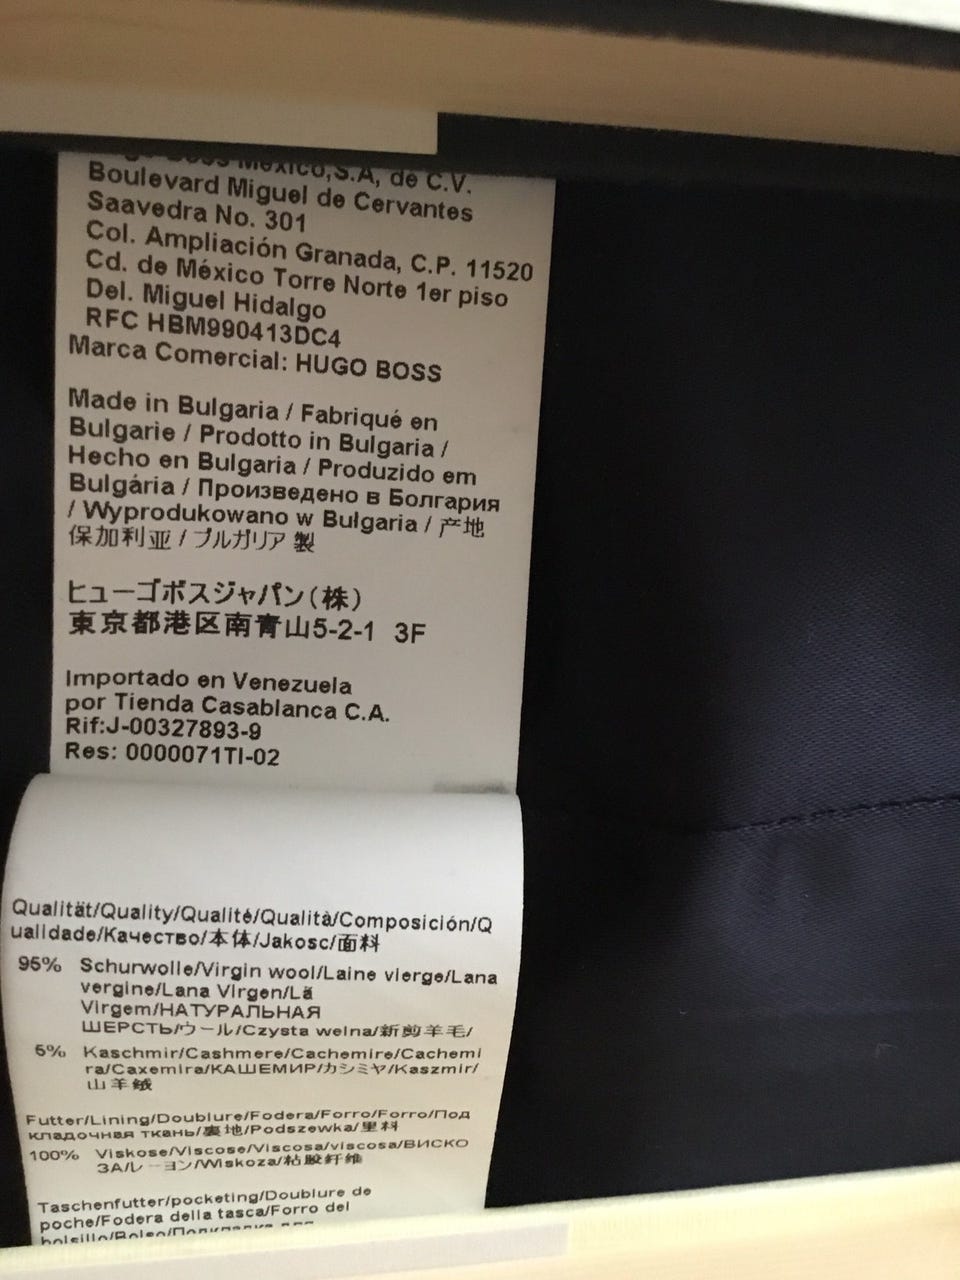 Boss México,S.A, de C.V.
Boulevard Miguel de Cervantes
Saavedra No. 301
Col. Ampliación Granada, C.P. 11520
Cd. de México Torre Norte 1er piso
Del. Miguel Hidalgo
RFC HBM990413DC4
Marca Comercial: HUGO BOSS
Made in Bulgaria / Fabriqué en
Bulgarie / Prodotto in Bulgaria /
Hecho en Bulgaria / Produzido em
Bulgária / Произведено в Болгария
/ Wyprodukowano w Bulgaria / 产地
保加利亚 / ブルガリア 製
ヒューゴボスジャパン(株)
東京都港区南青山5-2-1 3F
Importado en Venezuela
por Tienda Casablanca C.A.
Rif:J-00327893-9
Res: 0000071TI-02
Qualität/Quality/Qualité/Qualità/Composición/Q
ualidade/Качество/本体/Jakosc/面料
95% Schurwolle/Virgin wool/Laine vierge/Lana
vergine/Lana Virgen/Lã
Virgem/НАТУРАЛЬНАЯ
ШЕРСТЬ/ウール/Czysta welna/新剪羊毛/
5% Kaschmir/Cashmere/Cachemire/Cachemi
ra/Caxemira/КАШЕМИР/カシミヤ/Kaszmir/
山羊绒
Futter/Lining/Doublure/Fodera/Forro/Forro/Под
кладочная ткань/裏地/Podszewka/里料
100% Viskose/Viscose/Viscosa/viscosa/ВИСКО
ЗА/レーヨン/Wiskoza/粘胶纤维
Taschenfutter/pocketing/Doublure de
poche/Fodera della tasca/Forro del
bolsillo/Bolso/Подкладка для